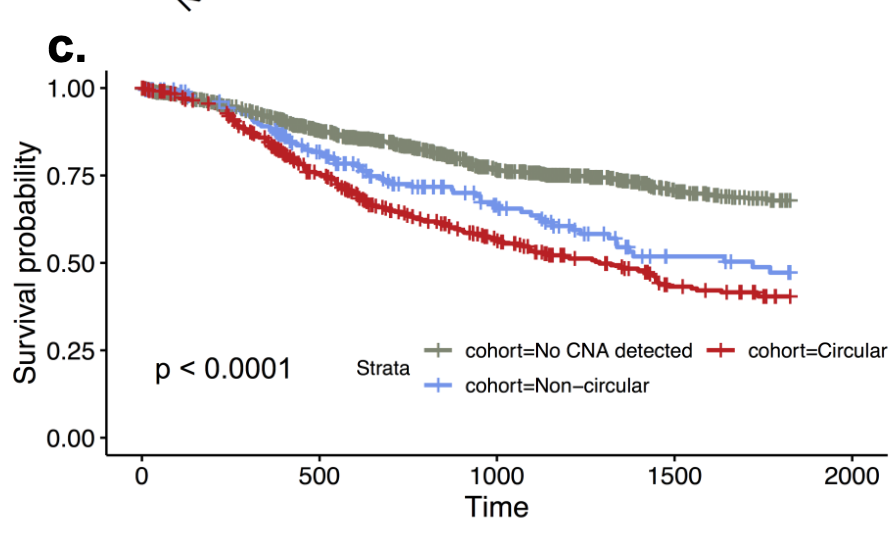 c.
1.00
0.75
0.50
0.25
0.00
Survival probability
p < 0.0001
Strata
cohort=No CNA detected
cohort=Circular
cohort=Non−circular
0
500
1000
1500
2000
Time